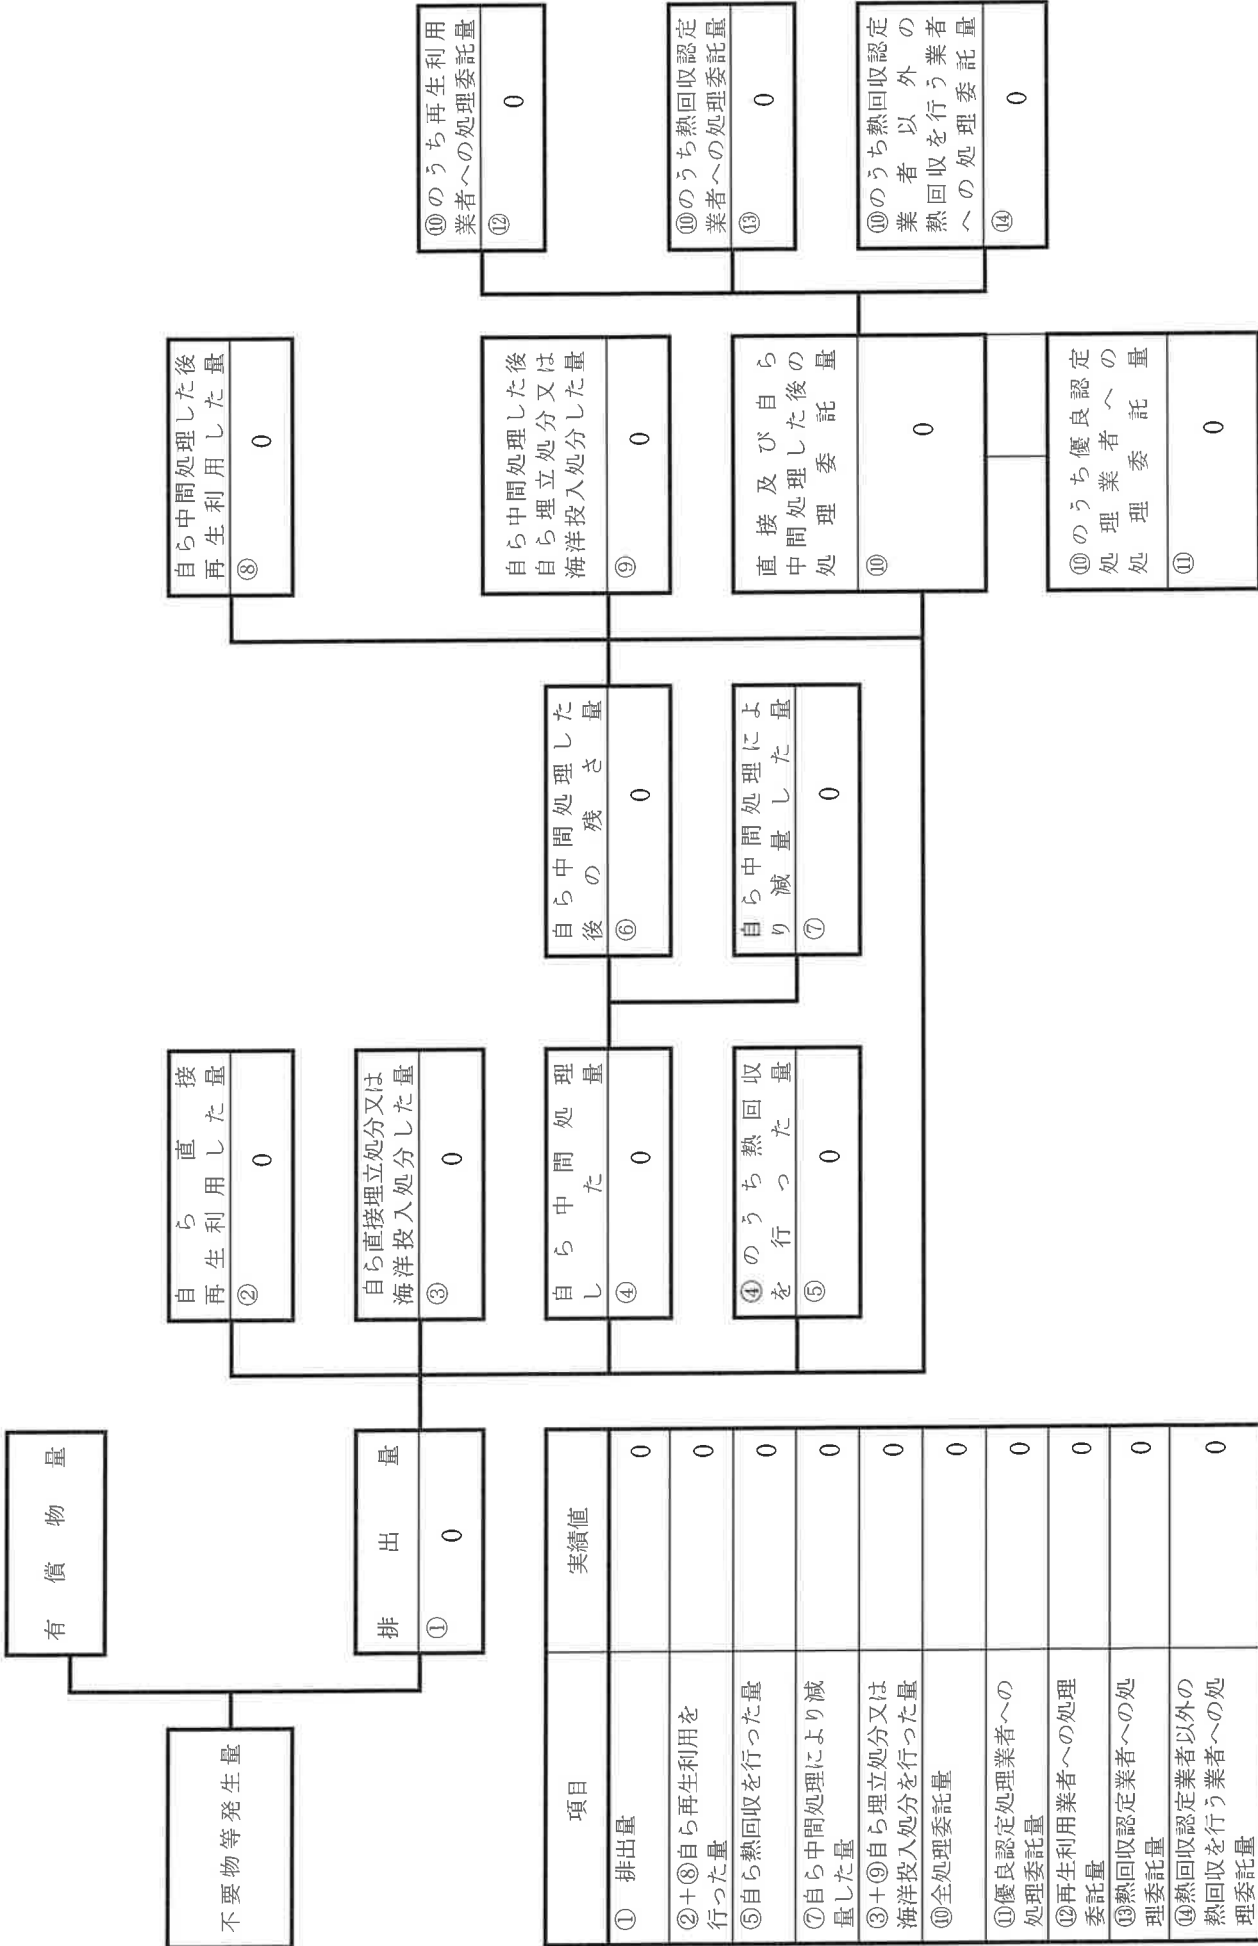 不要物等発生量
有償物量
排出量
①
0
自ら直接
再生利用した量
②
0
自ら直接埋立処分又は
海洋投入処分した量
③
0
自ら中間処理
した量
④
0
④のうち熱回収
を行った量
⑤
0
自ら中間処理した
後の残さ量
⑥
0
自ら中間処理によ
り減量した量
⑦
0
自ら中間処理した後
再生利用した量
⑧
0
自ら中間処理した後
自ら埋立処分又は
海洋投入処分した量
⑨
0
直接及び自ら
中間処理した後の
処理委託量
⑩
0
⑩のうち優良認定
処理業者への
処理委託量
⑪
0
⑩のうち再生利用
業者への処理委託量
⑫
0
⑩のうち熱回収認定
業者への処理委託量
⑬
0
⑩のうち熱回収認定
業者以外の
熱回収を行う業者
への処理委託量
⑭
0
項目 実績値
① 排出量 0
②+⑧自ら再生利用を
行った量 0
⑤自ら熱回収を行った量 0
⑦自ら中間処理により減
量した量 0
③+⑨自ら埋立処分又は
海洋投入処分を行った量 0
⑩全処理委託量 0
⑪優良認定処理業者への
処理委託量 0
⑫再生利用業者への処理
委託量 0
⑬熱回収認定業者への処
理委託量 0
⑭熱回収認定業者以外の
熱回収を行う業者への処
理委託量 0